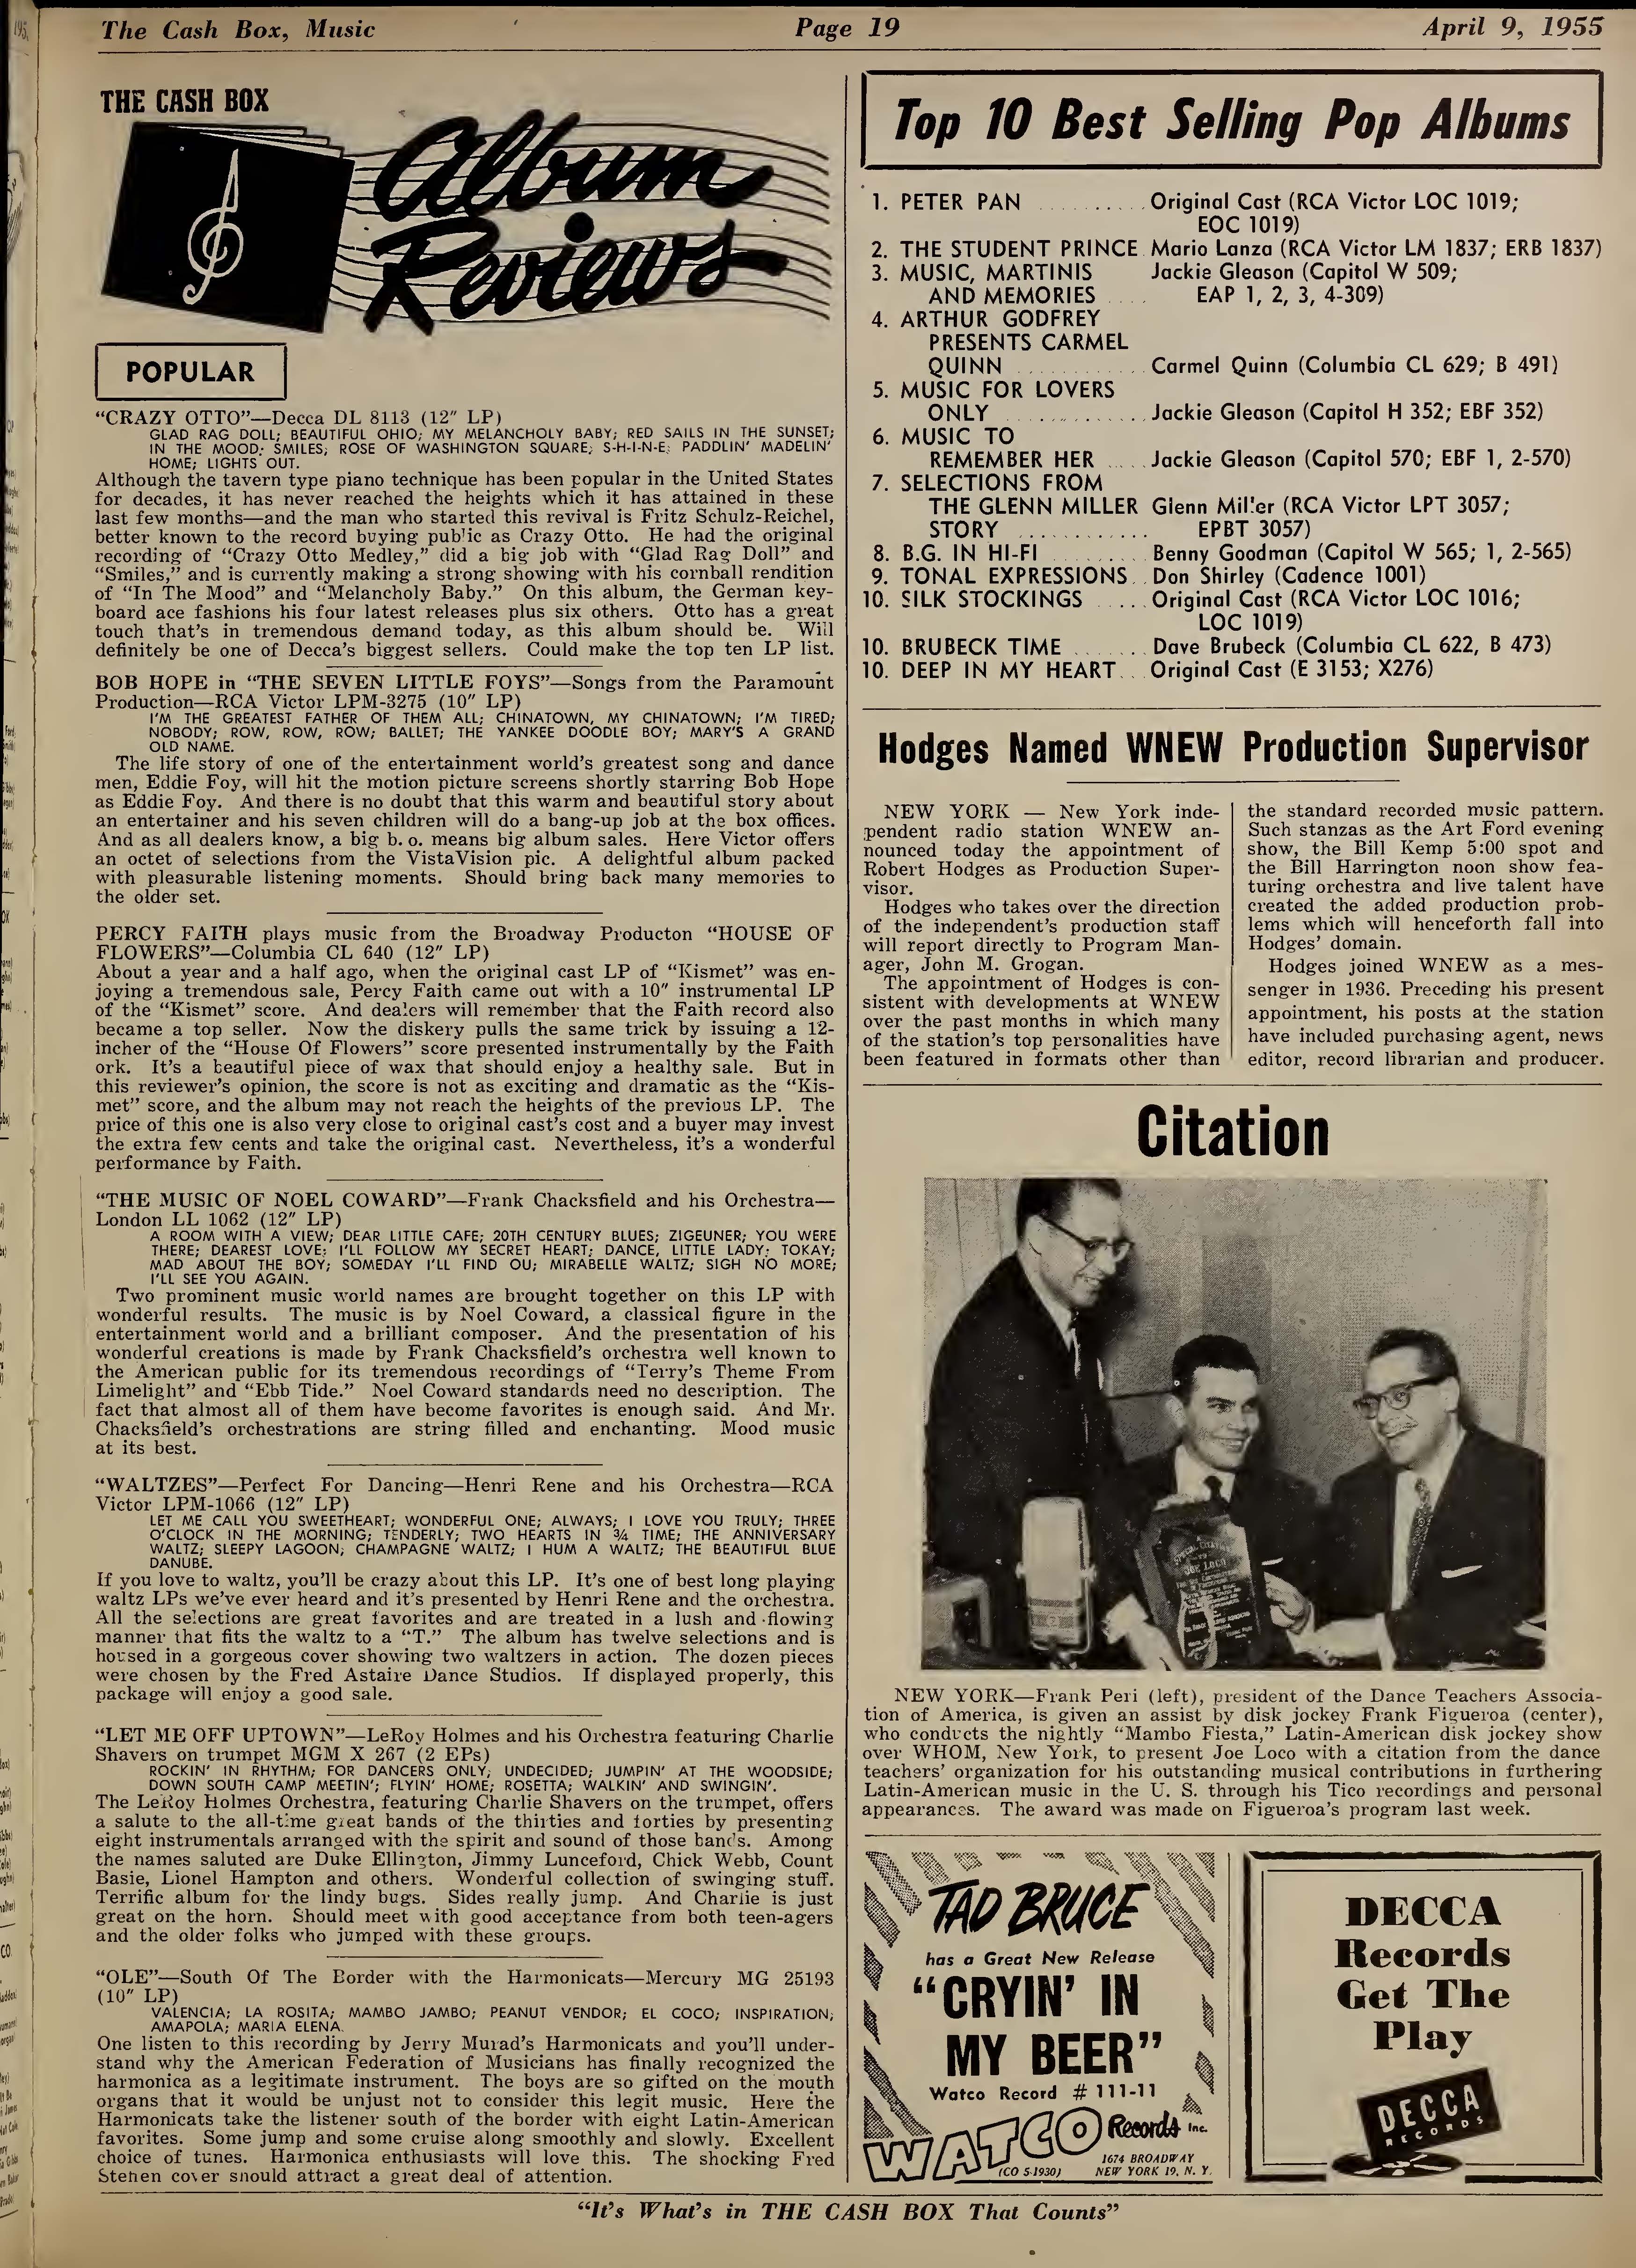 The Cash Box, Music
Page 19
April 9, 1955
THE CASH BOX
Album
Reviews
POPULAR
“CRAZY OTTO”—Decca DL 8113 (12″ LP)
GLAD RAG DOLL; BEAUTIFUL OHIO; MY MELANCHOLY BABY; RED SAILS IN THE SUNSET;
IN THE MOOD; SMILES; ROSE OF WASHINGTON SQUARE; S-H-I-N-E; PADDLIN’ MADELIN’
HOME; LIGHTS OUT.
Although the tavern type piano technique has been popular in the United States
for decades, it has never reached the heights which it has attained in these
last few months—and the man who started this revival is Fritz Schulz-Reichel,
better known to the record buying public as Crazy Otto. He had the original
recording of “Crazy Otto Medley,” did a big job with “Glad Rag Doll” and
“Smiles,” and is currently making a strong showing with his cornball rendition
of “In The Mood” and “Melancholy Baby.” On this album, the German key-
board ace fashions his four latest releases plus six others. Otto has a great
touch that’s in tremendous demand today, as this album should be. Will
definitely be one of Decca’s biggest sellers. Could make the top ten LP list.
BOB HOPE in “THE SEVEN LITTLE FOYS”—Songs from the Paramount
Production—RCA Victor LPM-3275 (10″ LP)
I’M THE GREATEST FATHER OF THEM ALL; CHINATOWN, MY CHINATOWN; I’M TIRED;
NOBODY; ROW, ROW, ROW; BALLET; THE YANKEE DOODLE BOY; MARY’S A GRAND
OLD NAME.
The life story of one of the entertainment world’s greatest song and dance
men, Eddie Foy, will hit the motion picture screens shortly starring Bob Hope
as Eddie Foy. And there is no doubt that this warm and beautiful story about
an entertainer and his seven children will do a bang-up job at the box offices.
And as all dealers know, a big b. o. means big album sales. Here Victor offers
an octet of selections from the VistaVision pic. A delightful album packed
with pleasurable listening moments. Should bring back many memories to
the older set.
PERCY FAITH plays music from the Broadway Producton “HOUSE OF
FLOWERS”—Columbia CL 640 (12″ LP)
About a year and a half ago, when the original cast LP of “Kismet” was en-
joying a tremendous sale, Percy Faith came out with a 10″ instrumental LP
of the “Kismet” score. And dealers will remember that the Faith record also
became a top seller. Now the diskery pulls the same trick by issuing a 12-
incher of the “House Of Flowers” score presented instrumentally by the Faith
ork. It’s a beautiful piece of wax that should enjoy a healthy sale. But in
this reviewer’s opinion, the score is not as exciting and dramatic as the “Kis-
met” score, and the album may not reach the heights of the previous LP. The
price of this one is also very close to original cast’s cost and a buyer may invest
the extra few cents and take the original cast. Nevertheless, it’s a wonderful
performance by Faith.
“THE MUSIC OF NOEL COWARD”—Frank Chacksfield and his Orchestra—
London LL 1062 (12″ LP)
A ROOM WITH A VIEW; DEAR LITTLE CAFE; 20TH CENTURY BLUES; ZIGEUNER; YOU WERE
THERE; DEAREST LOVE; I’LL FOLLOW MY SECRET HEART; DANCE, LITTLE LADY; TOKAY;
MAD ABOUT THE BOY; SOMEDAY I’LL FIND OU; MIRABELLE WALTZ; SIGH NO MORE;
I’LL SEE YOU AGAIN.
Two prominent music world names are brought together on this LP with
wonderful results. The music is by Noel Coward, a classical figure in the
entertainment world and a brilliant composer. And the presentation of his
wonderful creations is made by Frank Chacksfield’s orchestra well known to
the American public for its tremendous recordings of “Terry’s Theme From
Limelight” and “Ebb Tide.” Noel Coward standards need no description. The
fact that almost all of them have become favorites is enough said. And Mr.
Chacksfield’s orchestrations are string filled and enchanting. Mood music
at its best.
“WALTZES”—Perfect For Dancing—Henri Rene and his Orchestra—RCA
Victor LPM-1066 (12″ LP)
LET ME CALL YOU SWEETHEART; WONDERFUL ONE; ALWAYS; I LOVE YOU TRULY; THREE
O’CLOCK IN THE MORNING; TENDERLY; TWO HEARTS IN ¾ TIME; THE ANNIVERSARY
WALTZ; SLEEPY LAGOON; CHAMPAGNE WALTZ; I HUM A WALTZ; THE BEAUTIFUL BLUE
DANUBE.
If you love to waltz, you’ll be crazy about this LP. It’s one of best long playing
waltz LPs we’ve ever heard and it’s presented by Henri Rene and the orchestra.
All the selections are great favorites and are treated in a lush and flowing
manner that fits the waltz to a “T.” The album has twelve selections and is
housed in a gorgeous cover showing two waltzers in action. The dozen pieces
were chosen by the Fred Astaire Dance Studios. If displayed properly, this
package will enjoy a good sale.
“LET ME OFF UPTOWN”—LeRoy Holmes and his Orchestra featuring Charlie
Shavers on trumpet MGM X 267 (2 EPs)
ROCKIN’ IN RHYTHM; FOR DANCERS ONLY; UNDECIDED; JUMPIN’ AT THE WOODSIDE;
DOWN SOUTH CAMP MEETIN’; FLYIN’ HOME; ROSETTA; WALKIN’ AND SWINGIN’.
The LeRoy Holmes Orchestra, featuring Charlie Shavers on the trumpet, offers
a salute to the all-time great bands of the thirties and forties by presenting
eight instrumentals arranged with the spirit and sound of those bands. Among
the names saluted are Duke Ellington, Jimmy Lunceford, Chick Webb, Count
Basie, Lionel Hampton and others. Wonderful collection of swinging stuff.
Terrific album for the lindy bugs. Sides really jump. And Charlie is just
great on the horn. Should meet with good acceptance from both teen-agers
and the older folks who jumped with these groups.
“OLE”—South Of The Border with the Harmonicats—Mercury MG 25193
(10″ LP)
VALENCIA; LA ROSITA; MAMBO JAMBO; PEANUT VENDOR; EL COCO; INSPIRATION;
AMAPOLA; MARIA ELENA.
One listen to this recording by Jerry Murad’s Harmonicats and you’ll under-
stand why the American Federation of Musicians has finally recognized the
harmonica as a legitimate instrument. The boys are so gifted on the mouth
organs that it would be unjust not to consider this legit music. Here the
Harmonicats take the listener south of the border with eight Latin-American
favorites. Some jump and some cruise along smoothly and slowly. Excellent
choice of tunes. Harmonica enthusiasts will love this. The shocking Fred
Stehen cover should attract a great deal of attention.
Top 10 Best Selling Pop Albums
1. PETER PAN .......... Original Cast (RCA Victor LOC 1019;
EOC 1019)
2. THE STUDENT PRINCE . Mario Lanza (RCA Victor LM 1837; ERB 1837)
3. MUSIC, MARTINIS Jackie Gleason (Capitol W 509;
AND MEMORIES .... EAP 1, 2, 3, 4-309)
4. ARTHUR GODFREY
PRESENTS CARMEL
QUINN ............ Carmel Quinn (Columbia CL 629; B 491)
5. MUSIC FOR LOVERS
ONLY ............ Jackie Gleason (Capitol H 352; EBF 352)
6. MUSIC TO
REMEMBER HER ..... Jackie Gleason (Capitol 570; EBF 1, 2-570)
7. SELECTIONS FROM
THE GLENN MILLER Glenn Miller (RCA Victor LPT 3057;
STORY ............ EPBT 3057)
8. B.G. IN HI-FI ........ Benny Goodman (Capitol W 565; 1, 2-565)
9. TONAL EXPRESSIONS .. Don Shirley (Cadence 1001)
10. SILK STOCKINGS ..... Original Cast (RCA Victor LOC 1016;
LOC 1019)
10. BRUBECK TIME ....... Dave Brubeck (Columbia CL 622, B 473)
10. DEEP IN MY HEART ... Original Cast (E 3153; X276)
Hodges Named WNEW Production Supervisor
NEW YORK — New York inde-
pendent radio station WNEW an-
nounced today the appointment of
Robert Hodges as Production Super-
visor.
Hodges who takes over the direction
of the independent’s production staff
will report directly to Program Man-
ager, John M. Grogan.
The appointment of Hodges is con-
sistent with developments at WNEW
over the past months in which many
of the station’s top personalities have
been featured in formats other than
the standard recorded music pattern.
Such stanzas as the Art Ford evening
show, the Bill Kemp 5:00 spot and
the Bill Harrington noon show fea-
turing orchestra and live talent have
created the added production prob-
lems which will henceforth fall into
Hodges’ domain.
Hodges joined WNEW as a mes-
senger in 1936. Preceding his present
appointment, his posts at the station
have included purchasing agent, news
editor, record librarian and producer.
Citation
JOE LOCO
NEW YORK—Frank Peri (left), president of the Dance Teachers Associa-
tion of America, is given an assist by disk jockey Frank Figueroa (center),
who conducts the nightly “Mambo Fiesta,” Latin-American disk jockey show
over WHOM, New York, to present Joe Loco with a citation from the dance
teachers’ organization for his outstanding musical contributions in furthering
Latin-American music in the U. S. through his Tico recordings and personal
appearances. The award was made on Figueroa’s program last week.
TAD BRUCE
has a Great New Release
“CRYIN’ IN
MY BEER”
Watco Record # 111-11
WATCO Records Inc.
(CO 5-1930)
1674 BROADWAY
NEW YORK 19, N. Y.
DECCA
Records
Get The
Play
DECCA
RECORDS
“It’s What’s in THE CASH BOX That Counts”